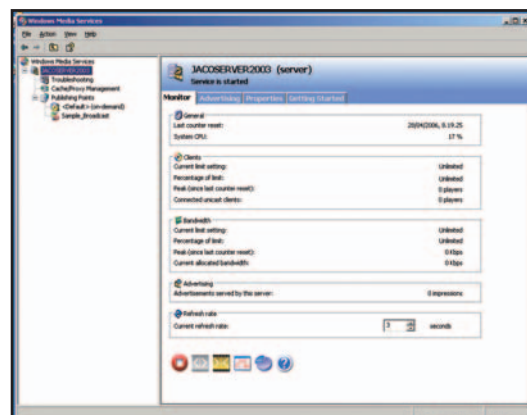 Windows Media Services
File Action View Help
Windows Media Services
JACOSERVER2003
Troubleshooting
Cache/Proxy Management
Publishing Points
<Default> (on-demand)
Sample_Broadcast
JACOSERVER2003 (server)
Service is started
Monitor Advertising Properties Getting Started
General
Last counter reset: 28/04/2006, 8.19.25
System CPU: 17 %
Clients
Current limit setting: Unlimited
Percentage of limit: Unlimited
Peak (since last counter reset): 0 players
Connected unicast clients: 0 players
Bandwidth
Current limit setting: Unlimited
Percentage of limit: Unlimited
Peak (since last counter reset): 0 Kbps
Current allocated bandwidth: 0 Kbps
Advertising
Advertisements served by this server: 0 impressions
Refresh rate
Current refresh rate: 3 seconds